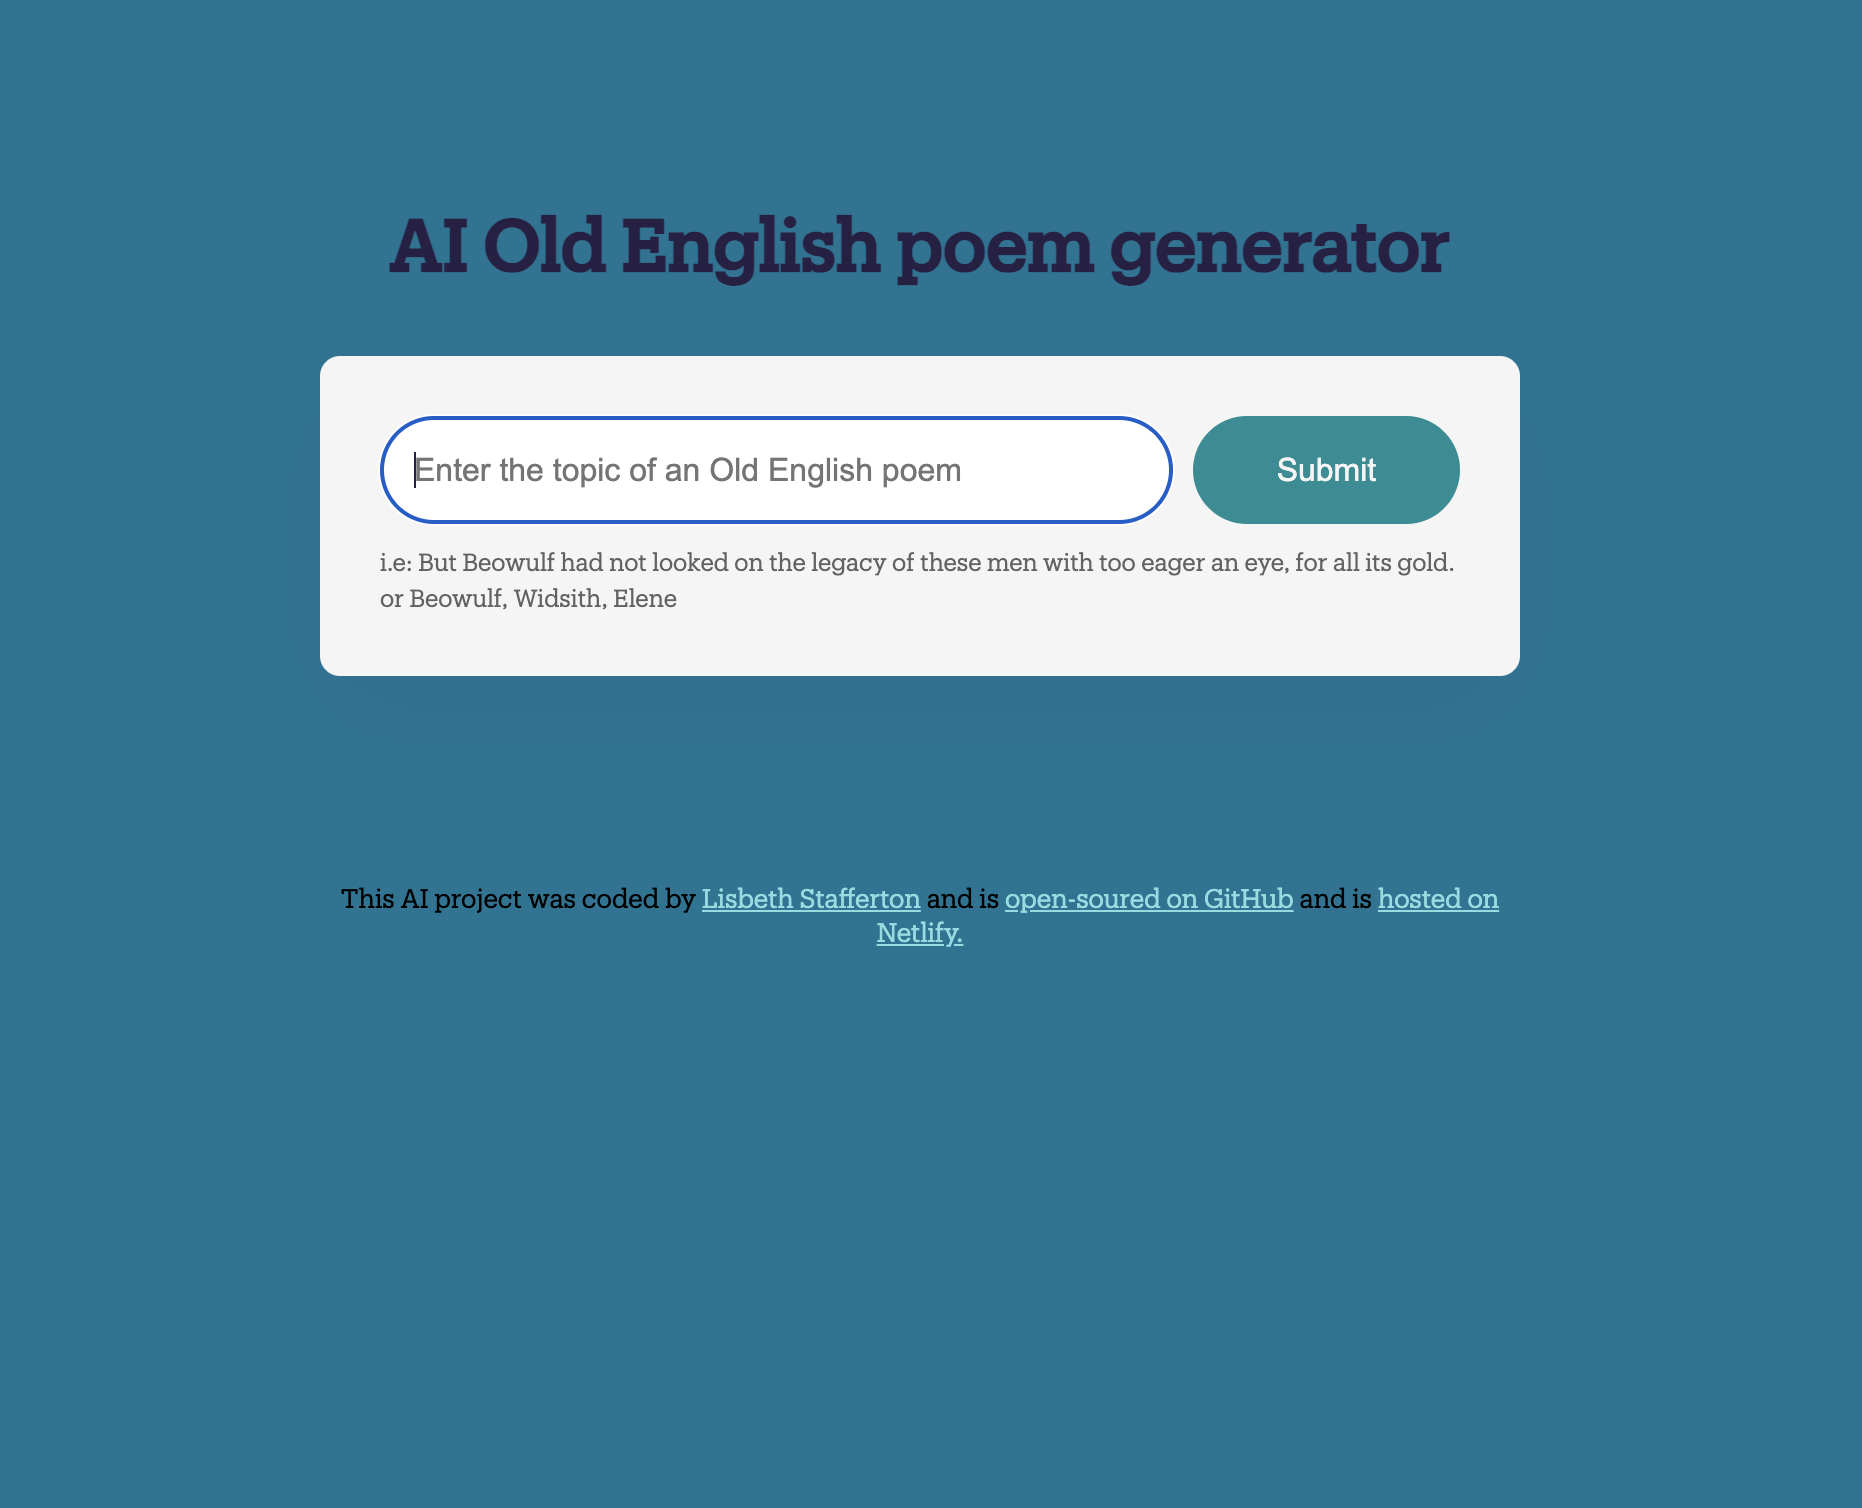 AI Old English poem generator
Enter the topic of an Old English poem
Submit
i.e: But Beowulf had not looked on the legacy of these men with too eager an eye, for all its gold.
or Beowulf, Widsith, Elene
This AI project was coded by Lisbeth Stafferton and is open-soured on GitHub and is hosted on
Netlify.